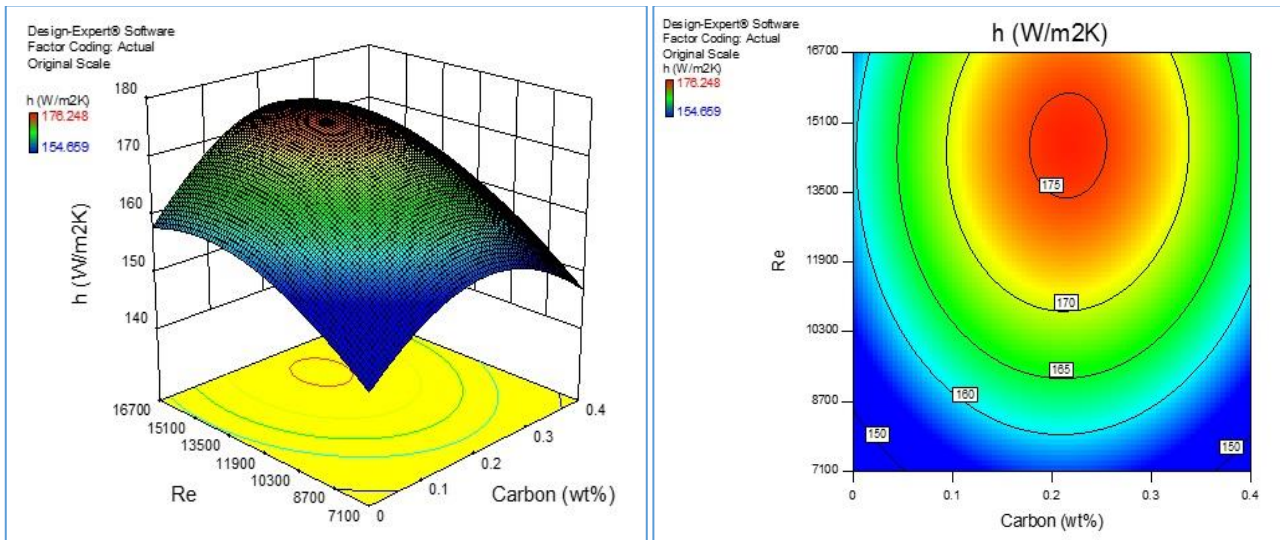 Design-Expert® Software
Factor Coding: Actual
Original Scale
h (W/m2K)
176.248
154.659
180
170
160
150
140
h (W/m2K)
16700
15100
13500
11900
10300
8700
7100
Re
0
0.1
0.2
0.3
0.4
Carbon (wt%)
Design-Expert® Software
Factor Coding: Actual
Original Scale
h (W/m2K)
176.248
154.659
h (W/m2K)
16700
15100
13500
11900
10300
8700
7100
Re
175
170
165
160
150
150
0
0.1
0.2
0.3
0.4
Carbon (wt%)